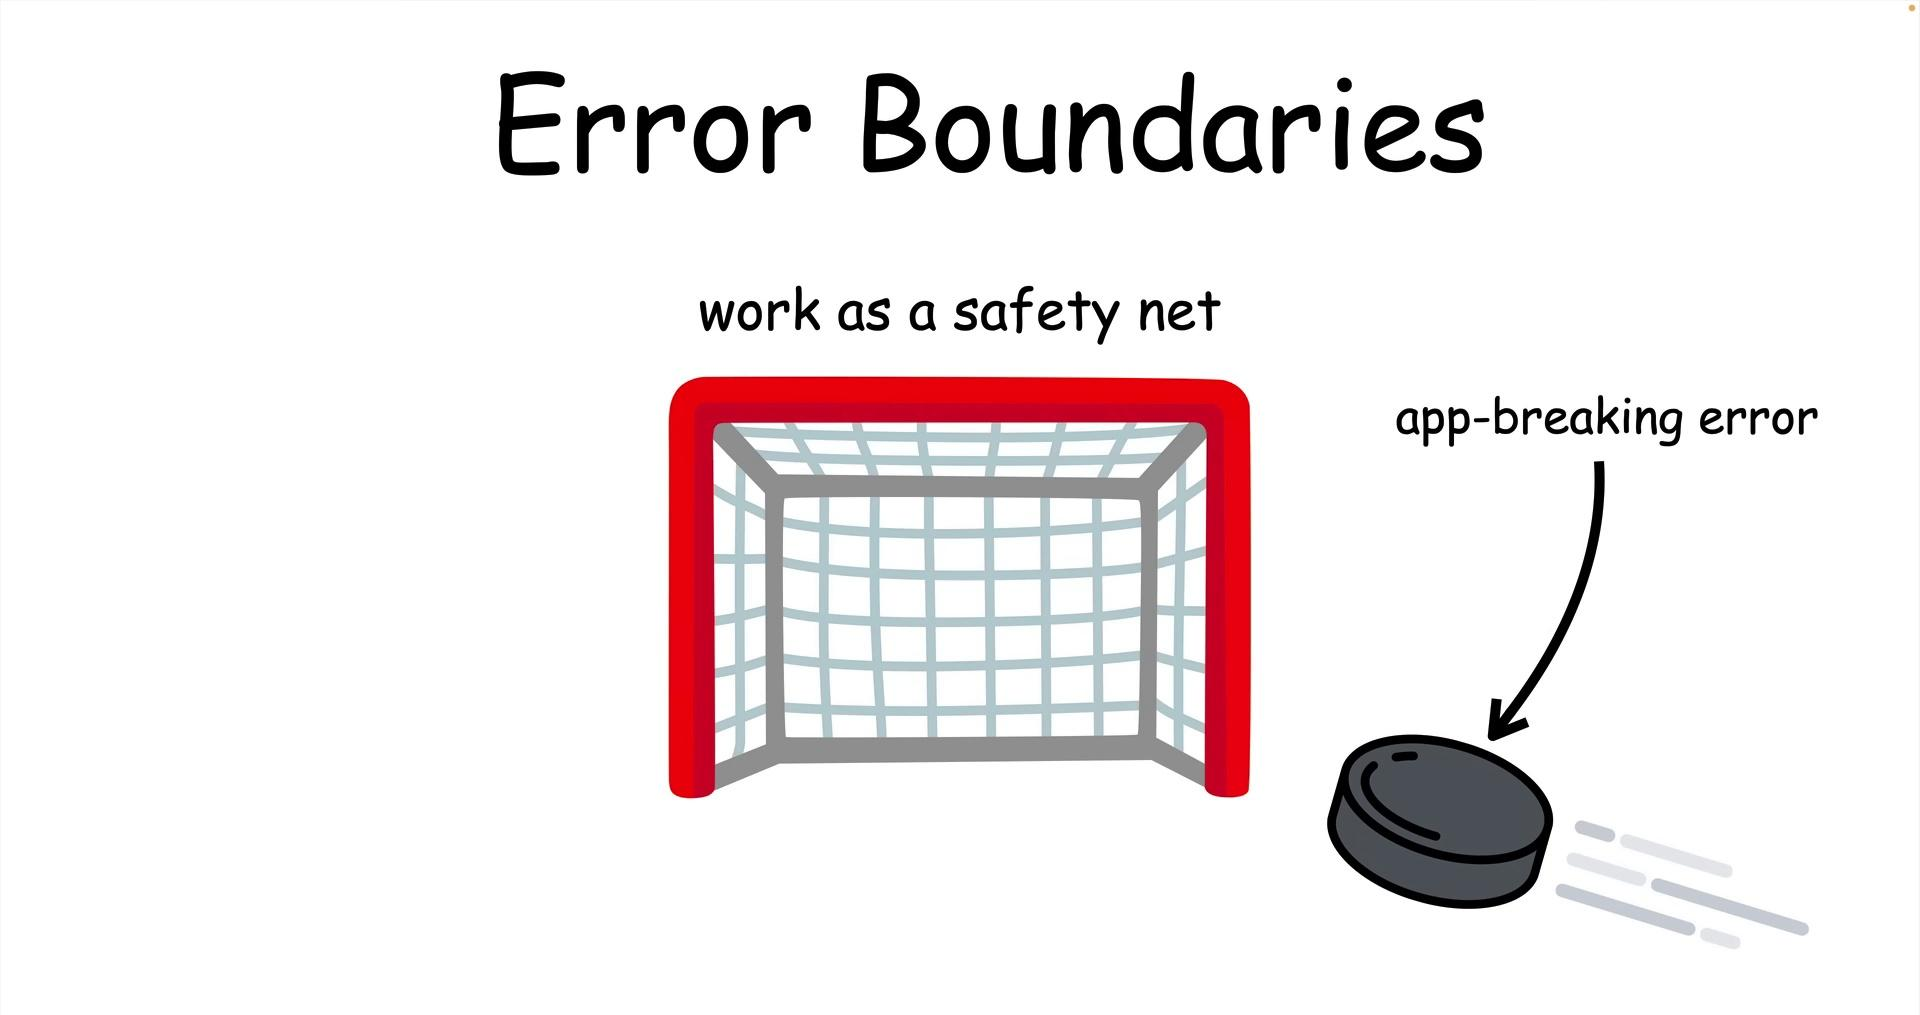 Error Boundaries
work as a safety net
app-breaking error